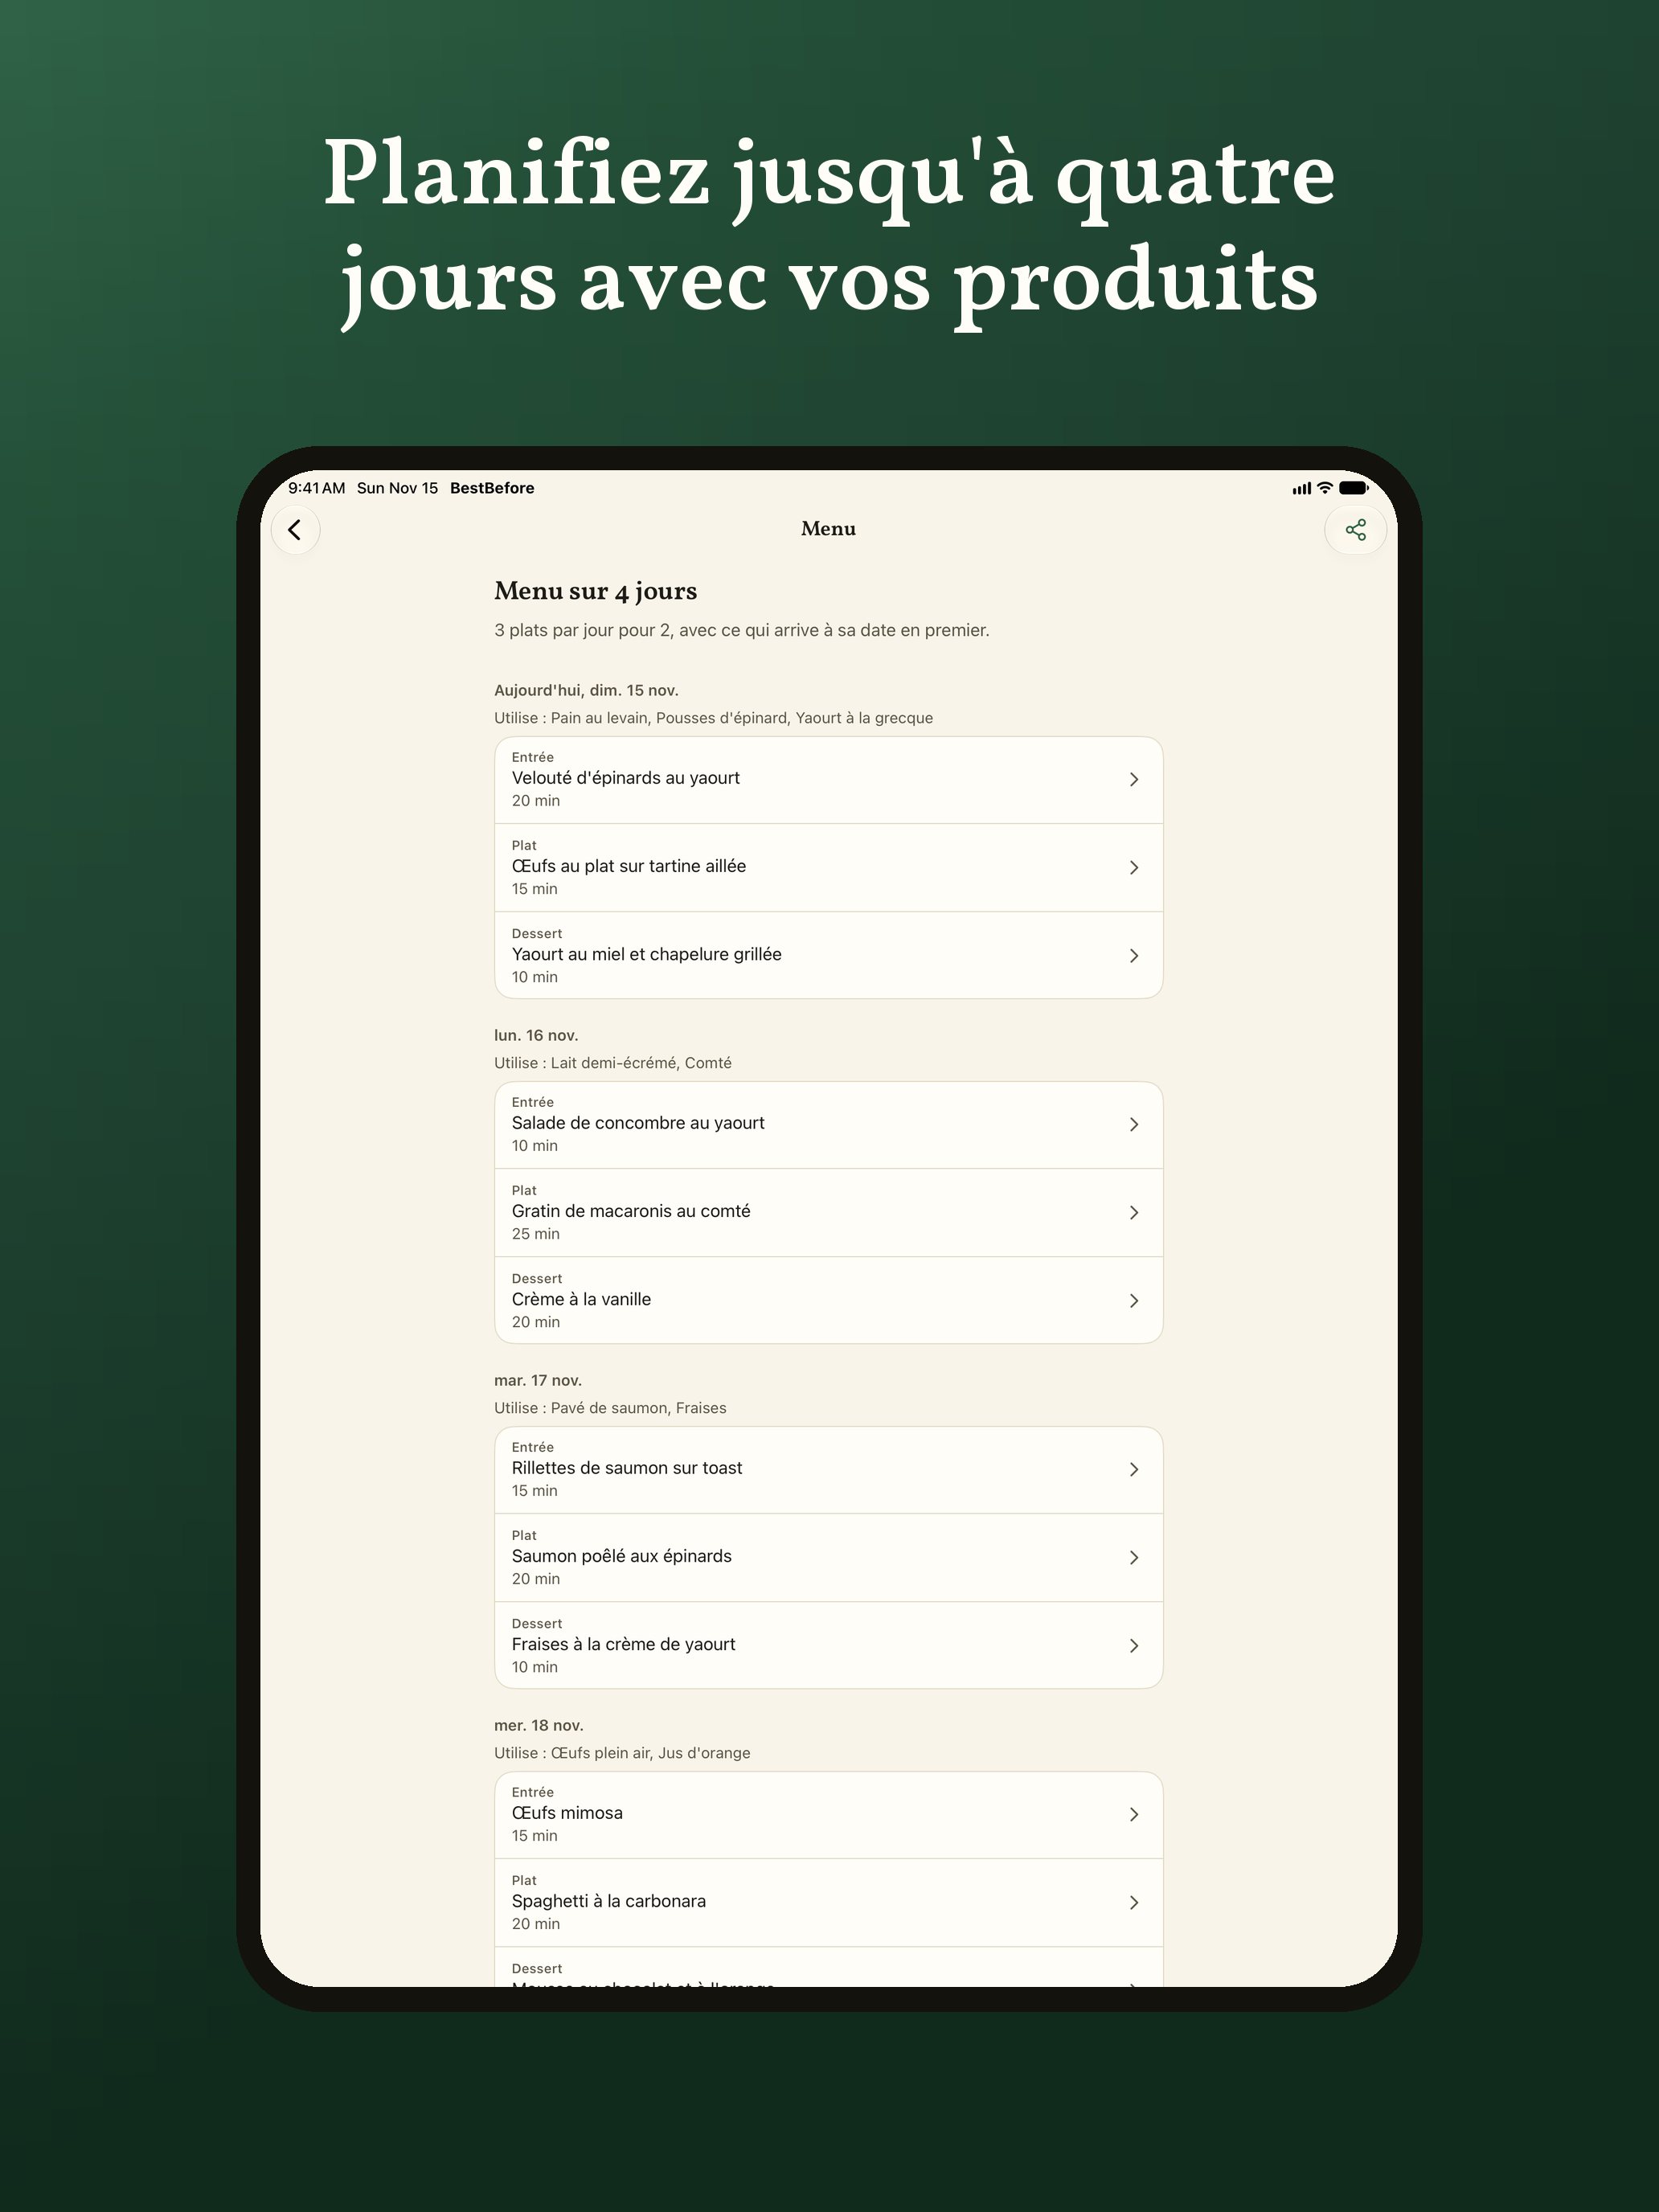 Planifiez jusqu'à quatre
jours avec vos produits
9:41 AM Sun Nov 15 BestBefore
Menu
Menu sur 4 jours
3 plats par jour pour 2, avec ce qui arrive à sa date en premier.
Aujourd'hui, dim. 15 nov.
Utilise : Pain au levain, Pousses d'épinard, Yaourt à la grecque
Entrée
Velouté d'épinards au yaourt
20 min
Plat
Œufs au plat sur tartine aillée
15 min
Dessert
Yaourt au miel et chapelure grillée
10 min
lun. 16 nov.
Utilise : Lait demi-écrémé, Comté
Entrée
Salade de concombre au yaourt
10 min
Plat
Gratin de macaronis au comté
25 min
Dessert
Crème à la vanille
20 min
mar. 17 nov.
Utilise : Pavé de saumon, Fraises
Entrée
Rillettes de saumon sur toast
15 min
Plat
Saumon poêlé aux épinards
20 min
Dessert
Fraises à la crème de yaourt
10 min
mer. 18 nov.
Utilise : Œufs plein air, Jus d'orange
Entrée
Œufs mimosa
15 min
Plat
Spaghetti à la carbonara
20 min
Dessert
Mousse au chocolat et à l'orange